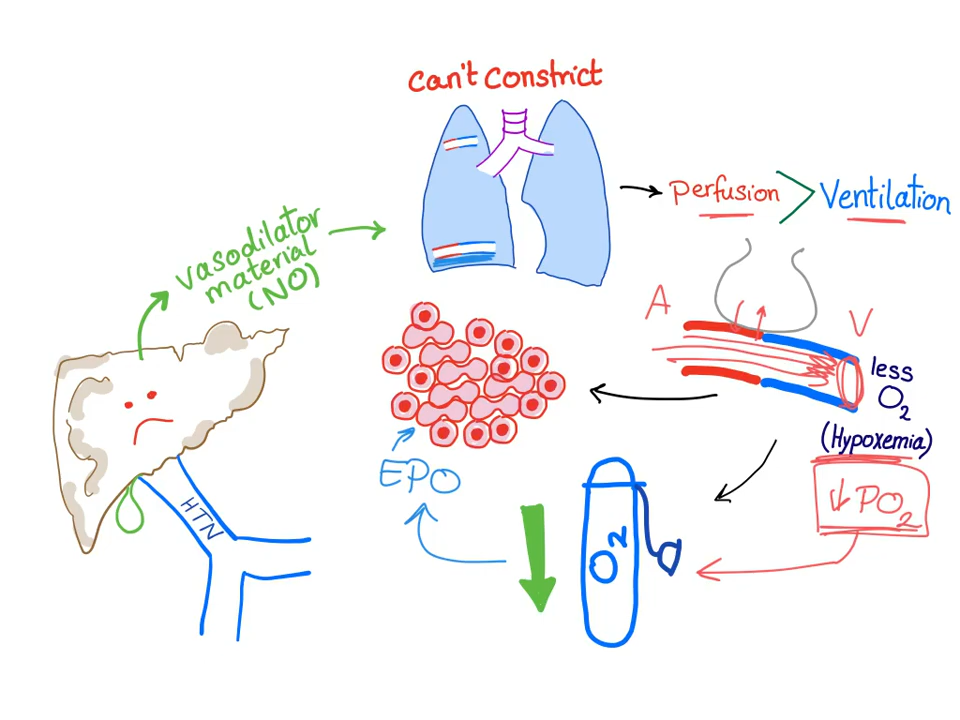 Can't Constrict
Perfusion > Ventilation
vasodilator
material
(NO)
A
V
less
O2
(Hypoxemia)
↓ PO2
HTN
EPO
O2